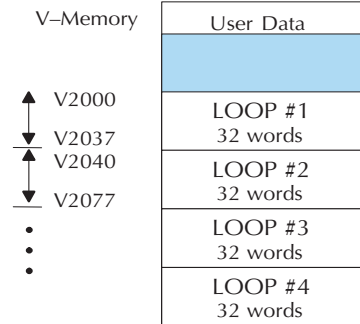 V–Memory
User Data
V2000
V2037
V2040
V2077
LOOP #1
32 words
LOOP #2
32 words
LOOP #3
32 words
LOOP #4
32 words